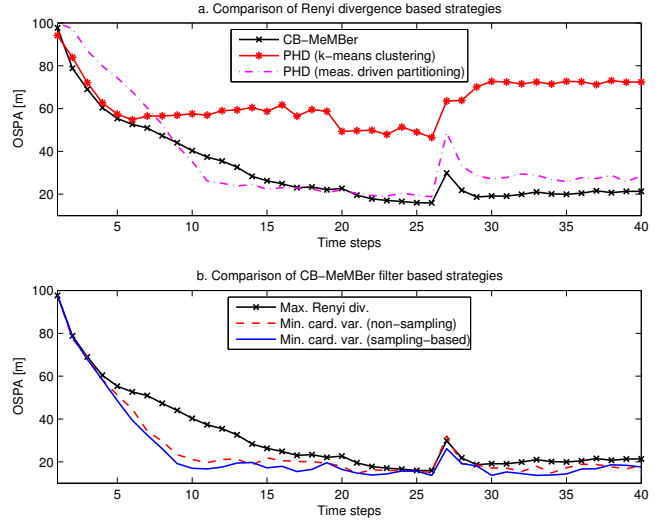 a. Comparison of Renyi divergence based strategies
100
80
60
40
20
OSPA [m]
CB-MeMBer
PHD (k-means clustering)
PHD (meas. driven partitioning)
5 10 15 20 25 30 35 40
Time steps
b. Comparison of CB-MeMBer filter based strategies
100
80
60
40
20
OSPA [m]
Max. Renyi div.
Min. card. var. (non-sampling)
Min. card. var. (sampling-based)
5 10 15 20 25 30 35 40
Time steps